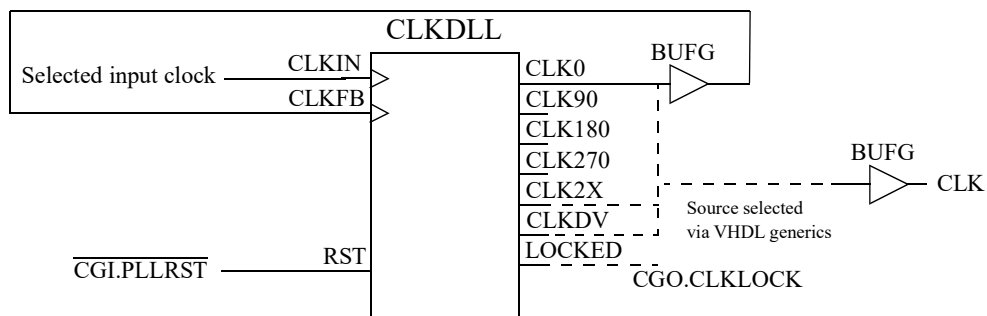 CLKDLL
BUFG
Selected input clock
CLKIN
CLK0
CLKFB
CLK90
CLK180
CLK270
BUFG
CLK2X
CLK
Source selected
via VHDL generics
CLKDV
LOCKED
CGI.PLLRST
RST
CGO.CLKLOCK